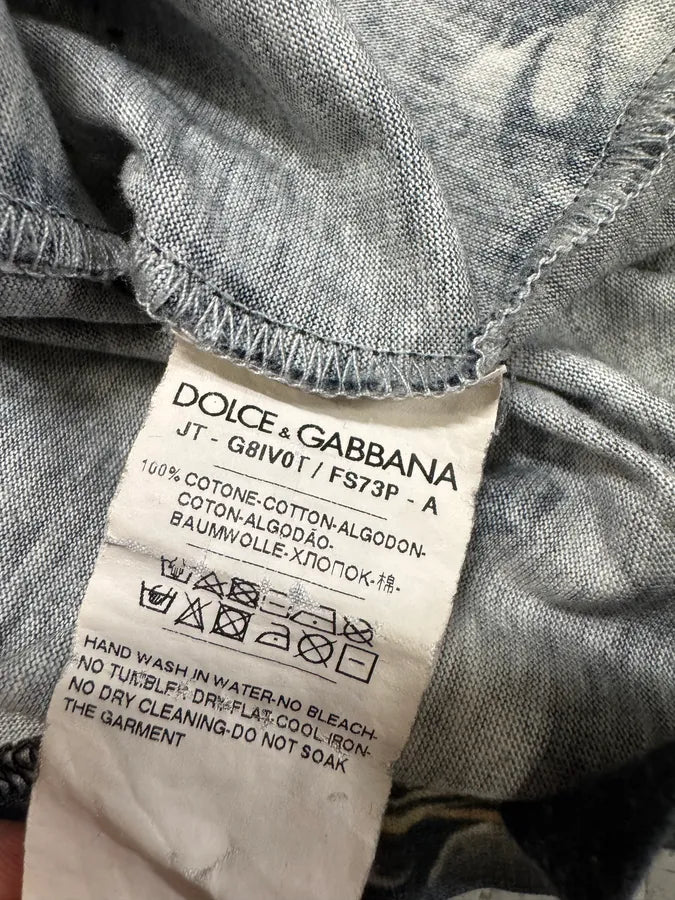 DOLCE & GABBANA
JT - G8IV0T / FS73P - A
100% COTONE-COTTON-ALGODON-
COTON-ALGODÃO-
BAUMWOLLE-ХЛОПОК-棉-
HAND WASH IN WATER-NO BLEACH-
NO TUMBLER DRY-FLAT-COOL IRON-
NO DRY CLEANING-DO NOT SOAK
THE GARMENT